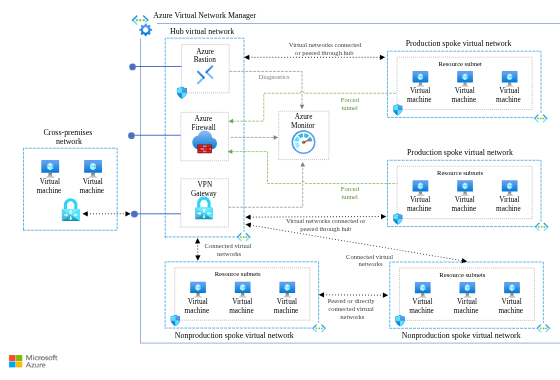 Azure Virtual Network Manager
Hub virtual network
Azure
Bastion
Virtual networks connected
or peered through hub
Production spoke virtual network
Resource subnet
Virtual
machine
Virtual
machine
Virtual
machine
Diagnostics
Forced
tunnel
Azure
Firewall
Azure
Monitor
Cross-premises
network
Virtual
machine
Virtual
machine
Production spoke virtual network
Resource subnets
Virtual
machine
Virtual
machine
Virtual
machine
Forced
tunnel
VPN
Gateway
Virtual networks connected or
peered through hub
Connected virtual
networks
Connected virtual
networks
Resource subnets
Virtual
machine
Virtual
machine
Virtual
machine
Nonproduction spoke virtual network
Peered or directly
connected virtual
networks
Resource subnets
Virtual
machine
Virtual
machine
Virtual
machine
Nonproduction spoke virtual network
Microsoft
Azure